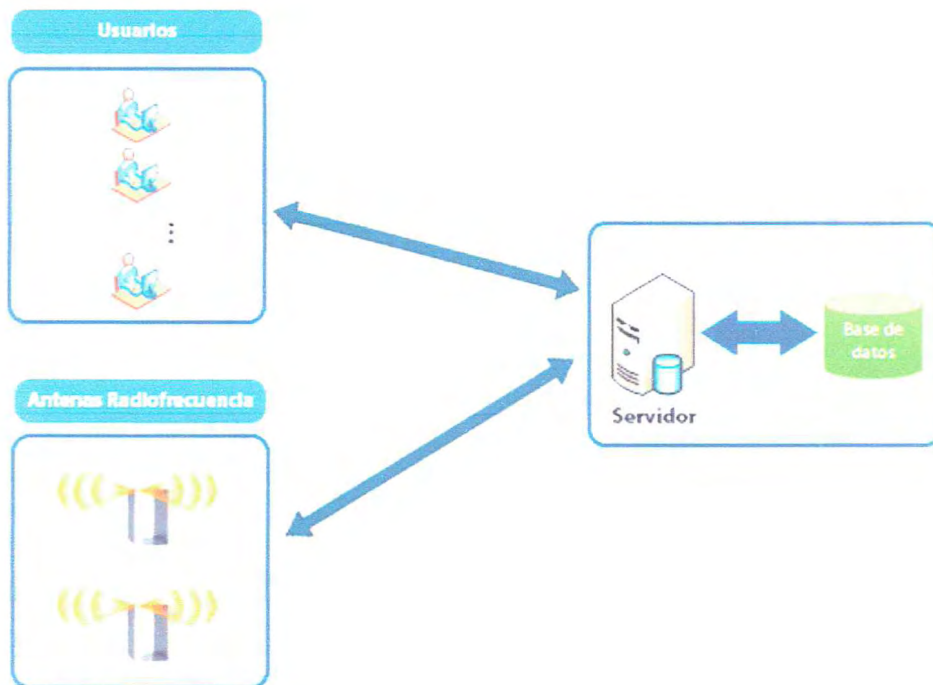 Usuarios
Antenas Radiofrecuencia
Servidor
Base de
datos